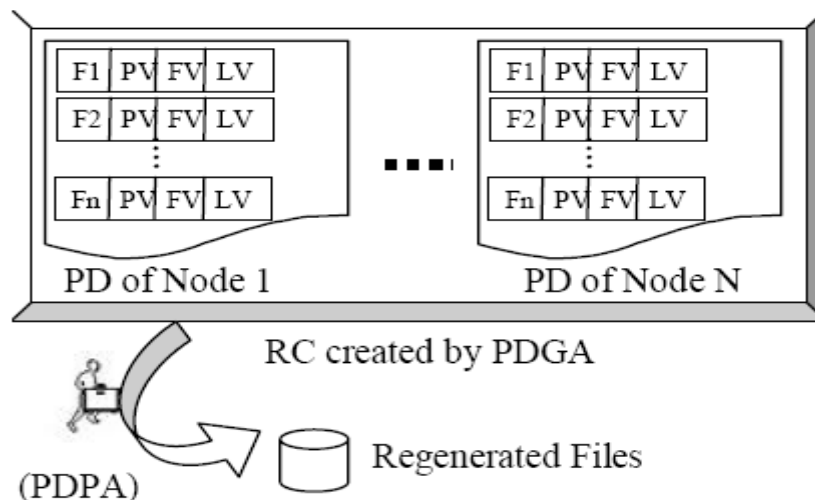 F1 PV FV LV
F2 PV FV LV
Fn PV FV LV
PD of Node 1
F1 PV FV LV
F2 PV FV LV
Fn PV FV LV
PD of Node N
RC created by PDGA
(PDPA)
Regenerated Files